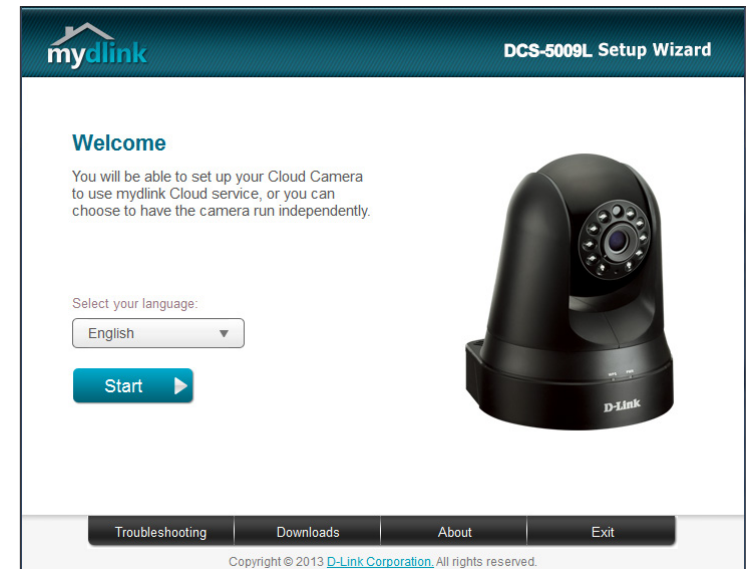 mydlink
DCS-5009L Setup Wizard
Welcome
You will be able to set up your Cloud Camera
to use mydlink Cloud service, or you can
choose to have the camera run independently.
Select your language:
English
Start
D-Link
Troubleshooting
Downloads
About
Exit
Copyright © 2013 D-Link Corporation. All rights reserved.